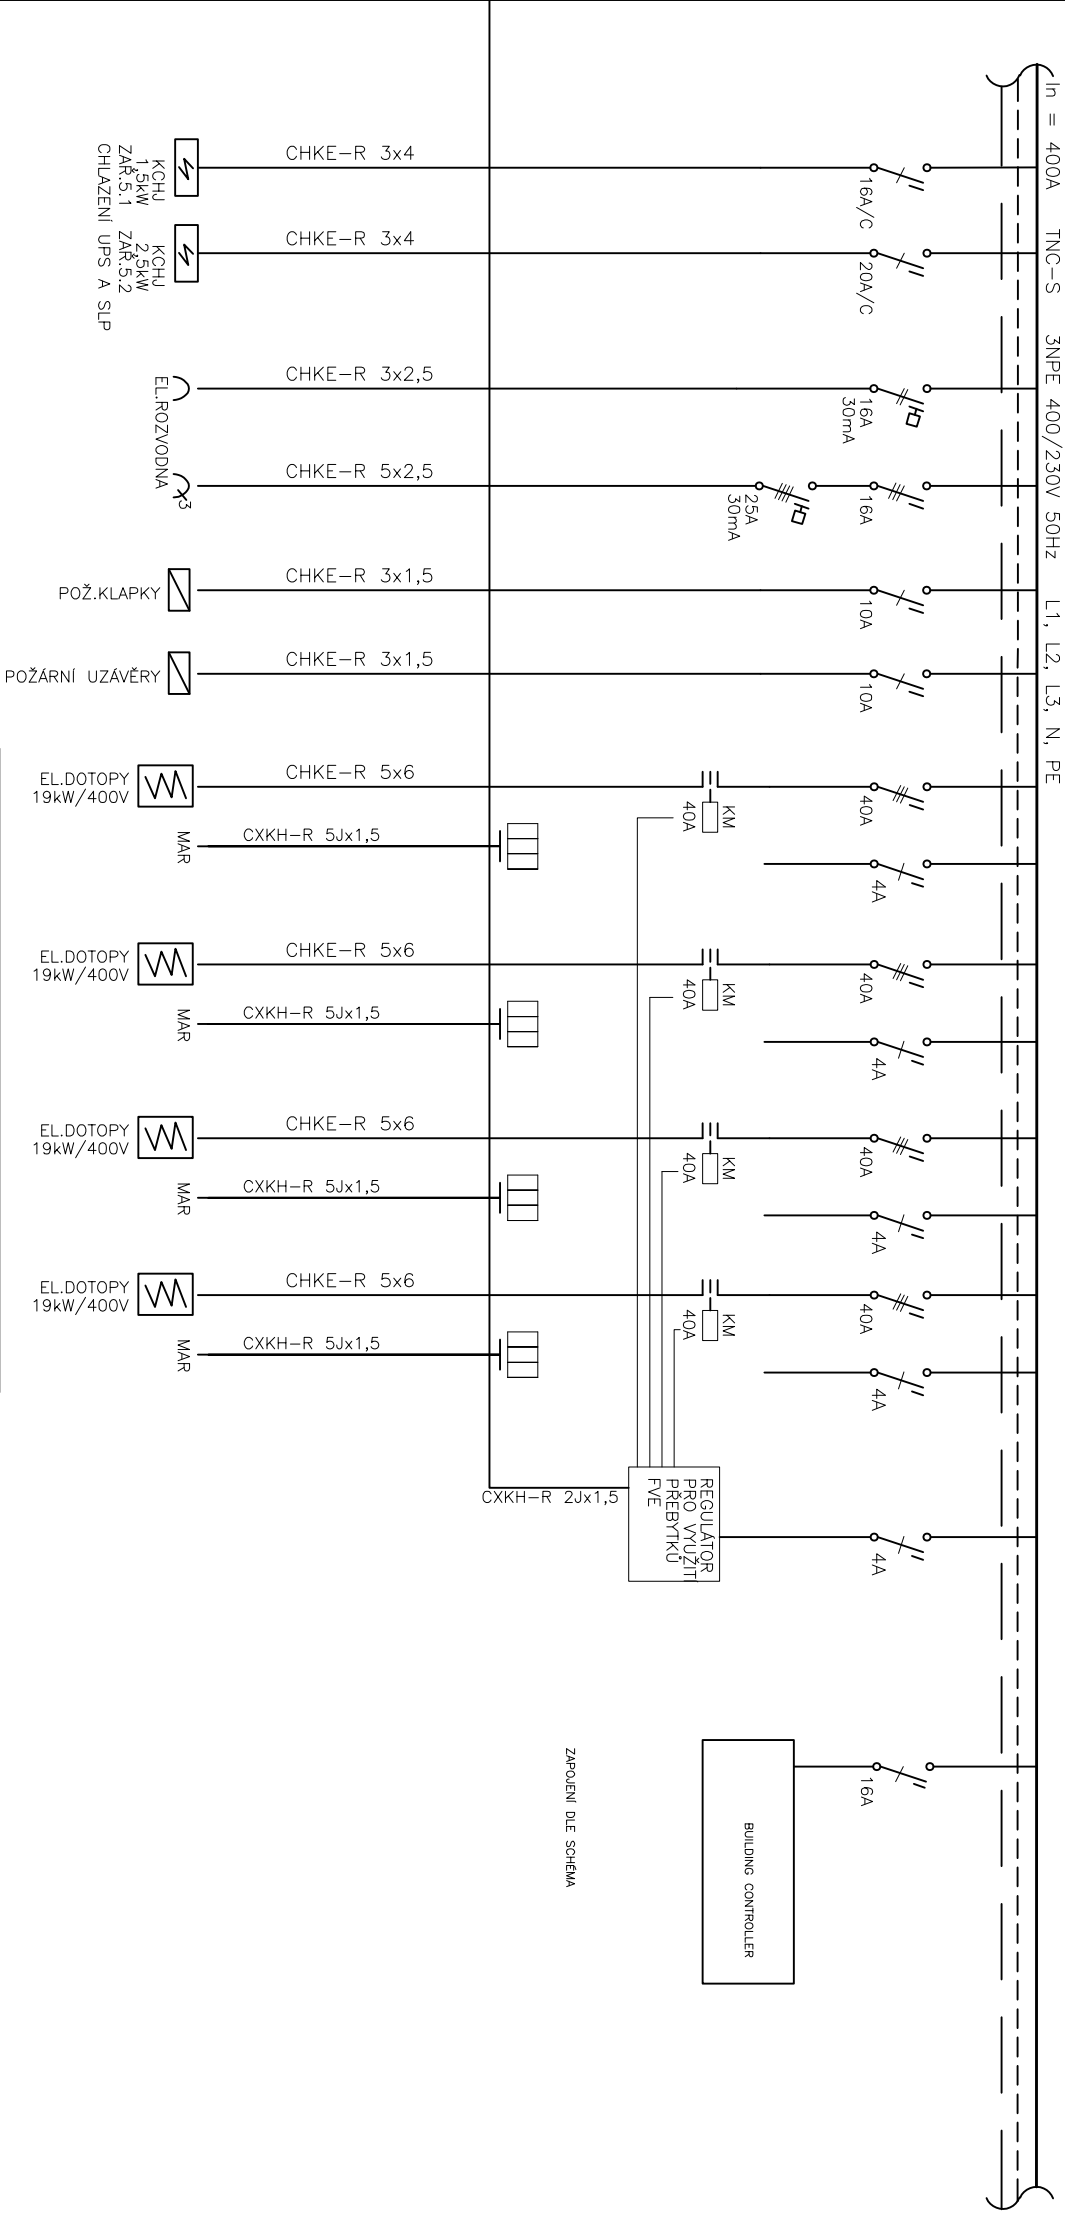 In = 400A TNC-S 3NPE 400/230V 50Hz L1, L2, L3, N, PE
CHKE-R 3x4
16A/C
KCHJ
1,5kW
ZAŘ.5.1
CHKE-R 3x4
20A/C
KCHJ
2,5kW
ZAŘ.5.2
CHLAZENÍ UPS A SLP
CHKE-R 3x2,5
16A
30mA
EL.ROZVODNA
CHKE-R 5x2,5
16A
25A
30mA
3
CHKE-R 3x1,5
10A
POŽ.KLAPKY
CHKE-R 3x1,5
10A
POŽÁRNÍ UZÁVĚRY
CHKE-R 5x6
40A
KM
40A
EL.DOTOPY
19kW/400V
CXKH-R 5Jx1,5
MAR
4A
CHKE-R 5x6
40A
KM
40A
EL.DOTOPY
19kW/400V
CXKH-R 5Jx1,5
MAR
4A
CHKE-R 5x6
40A
KM
40A
EL.DOTOPY
19kW/400V
CXKH-R 5Jx1,5
MAR
4A
CHKE-R 5x6
40A
KM
40A
EL.DOTOPY
19kW/400V
CXKH-R 5Jx1,5
MAR
4A
CXKH-R 2Jx1,5
REGULÁTOR
PRO VYUŽITÍ
PŘEBYTKŮ
FVE
4A
16A
BUILDING CONTROLLER
ZAPOJENÍ DLE SCHÉMA